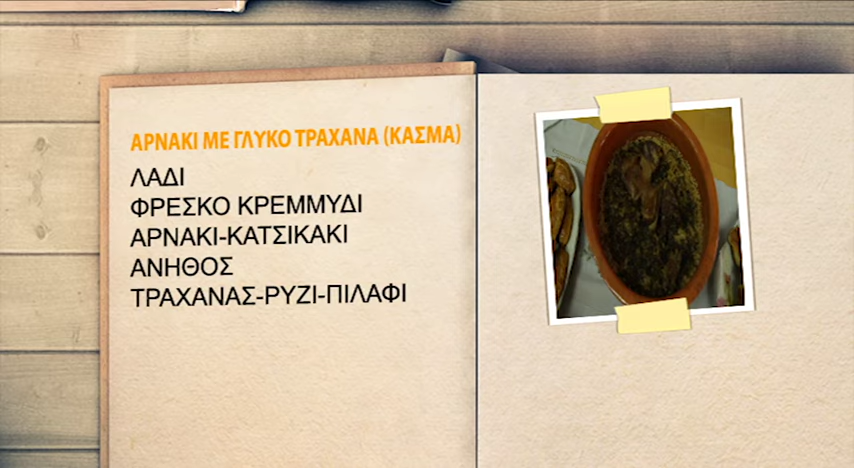 ΑΡΝΑΚΙ ΜΕ ΓΛΥΚΟ ΤΡΑΧΑΝΑ (ΚΑΣΜΑ)
ΛΑΔΙ
ΦΡΕΣΚΟ ΚΡΕΜΜΥΔΙ
ΑΡΝΑΚΙ-ΚΑΤΣΙΚΑΚΙ
ΑΝΗΘΟΣ
ΤΡΑΧΑΝΑΣ-ΡΥΖΙ-ΠΙΛΑΦΙ